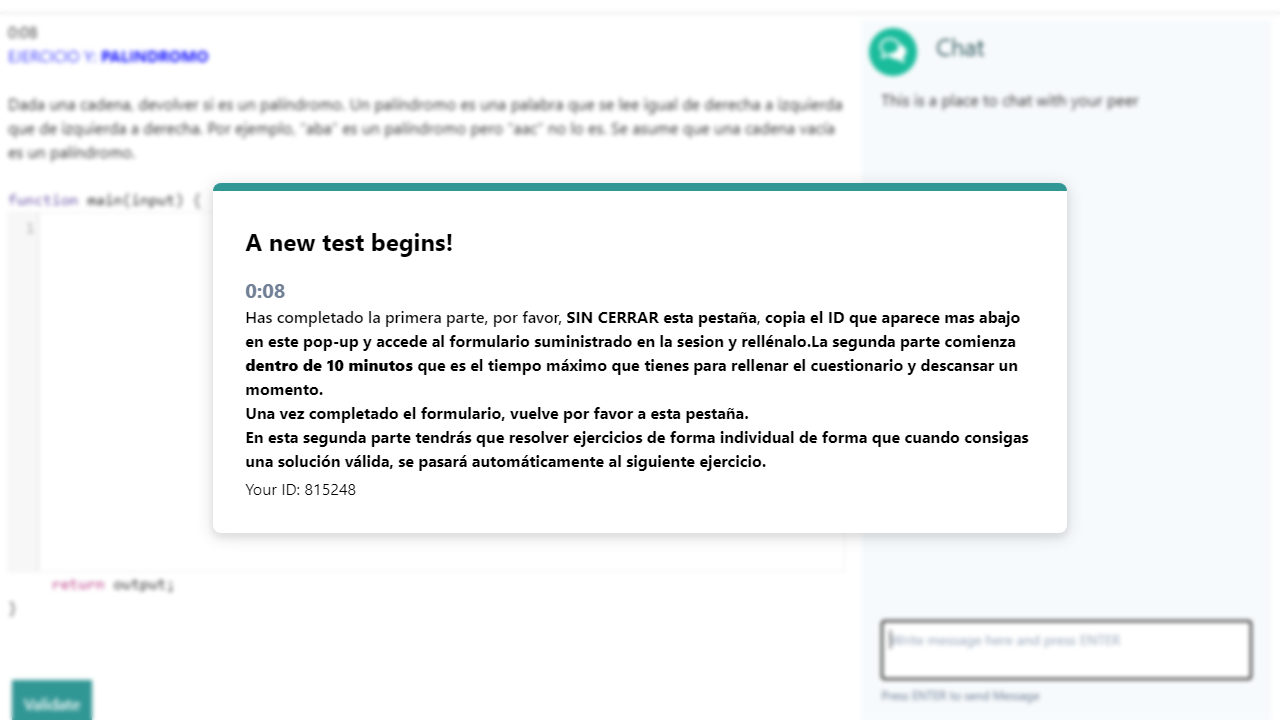 0:08
EJERCICIO Y: PALINDROMO
Dada una cadena, devolver si es un palíndromo. Un palíndromo es una palabra que se lee igual de derecha a izquierda
que de izquierda a derecha. Por ejemplo, "aba" es un palíndromo pero "aac" no lo es. Se asume que una cadena vacía
es un palíndromo.
function main(input) {
1
A new test begins!
0:08
Has completado la primera parte, por favor, SIN CERRAR esta pestaña, copia el ID que aparece mas abajo
en este pop-up y accede al formulario suministrado en la sesion y rellénalo.La segunda parte comienza
dentro de 10 minutos que es el tiempo máximo que tienes para rellenar el cuestionario y descansar un
momento.
Una vez completado el formulario, vuelve por favor a esta pestaña.
En esta segunda parte tendrás que resolver ejercicios de forma individual de forma que cuando consigas
una solución válida, se pasará automáticamente al siguiente ejercicio.
Your ID: 815248
return output;
}
Validate
Chat
This is a place to chat with your peer
Write message here and press ENTER
Press ENTER to send Message